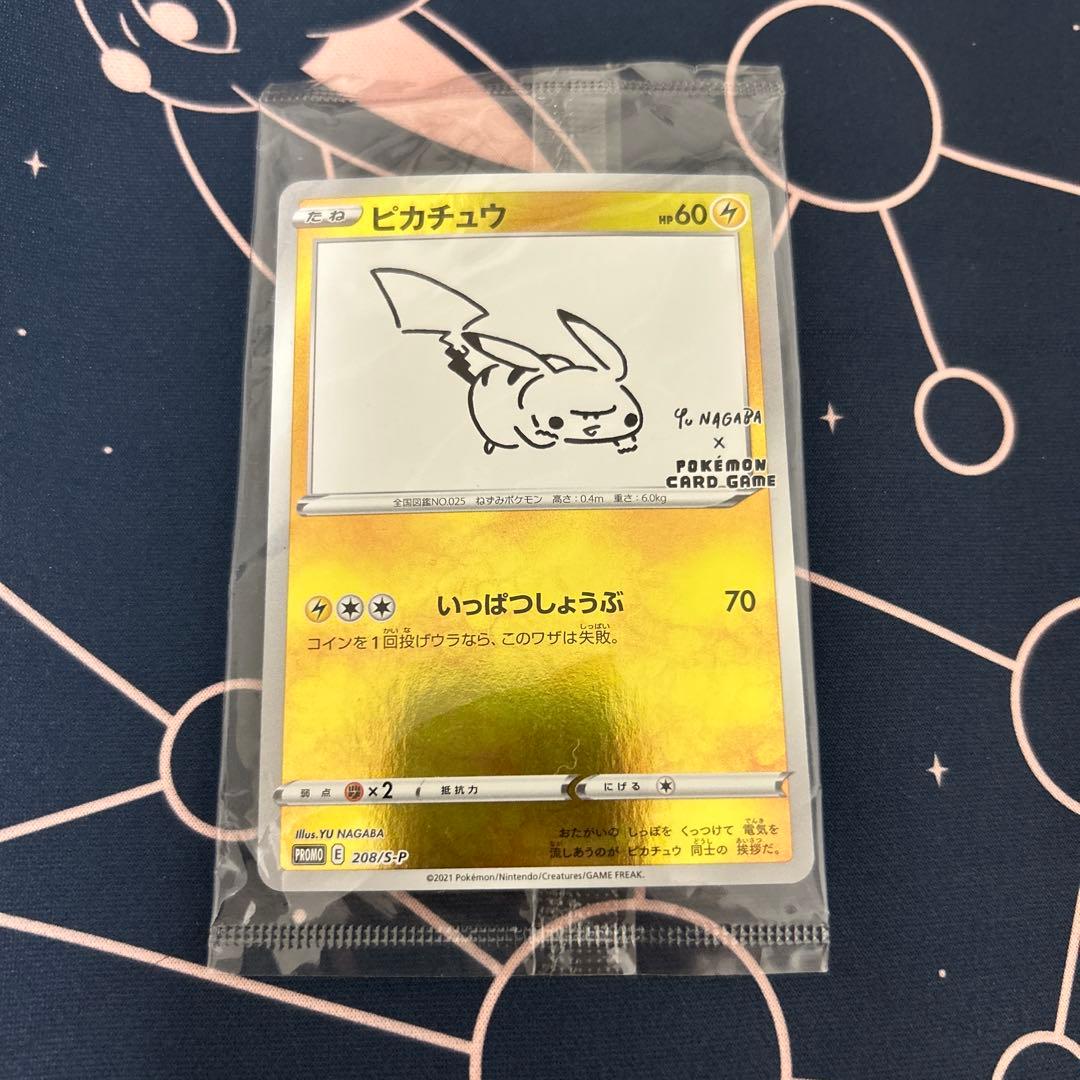 たね ピカチュウ HP60
Yu NAGABA
×
POKÉMON
CARD GAME
全国図鑑NO.025 ねずみポケモン 高さ:0.4m 重さ:6.0kg
いっぱつしょうぶ 70
コインを1回投げウラなら、このワザは失敗。
弱点 ×2 抵抗力 にげる
Illus.YU NAGABA
おたがいの しっぽを くっつけて 電気を
流しあうのが ピカチュウ 同士の 挨拶だ。
PROMO E 208/S-P
©2021 Pokémon/Nintendo/Creatures/GAME FREAK.